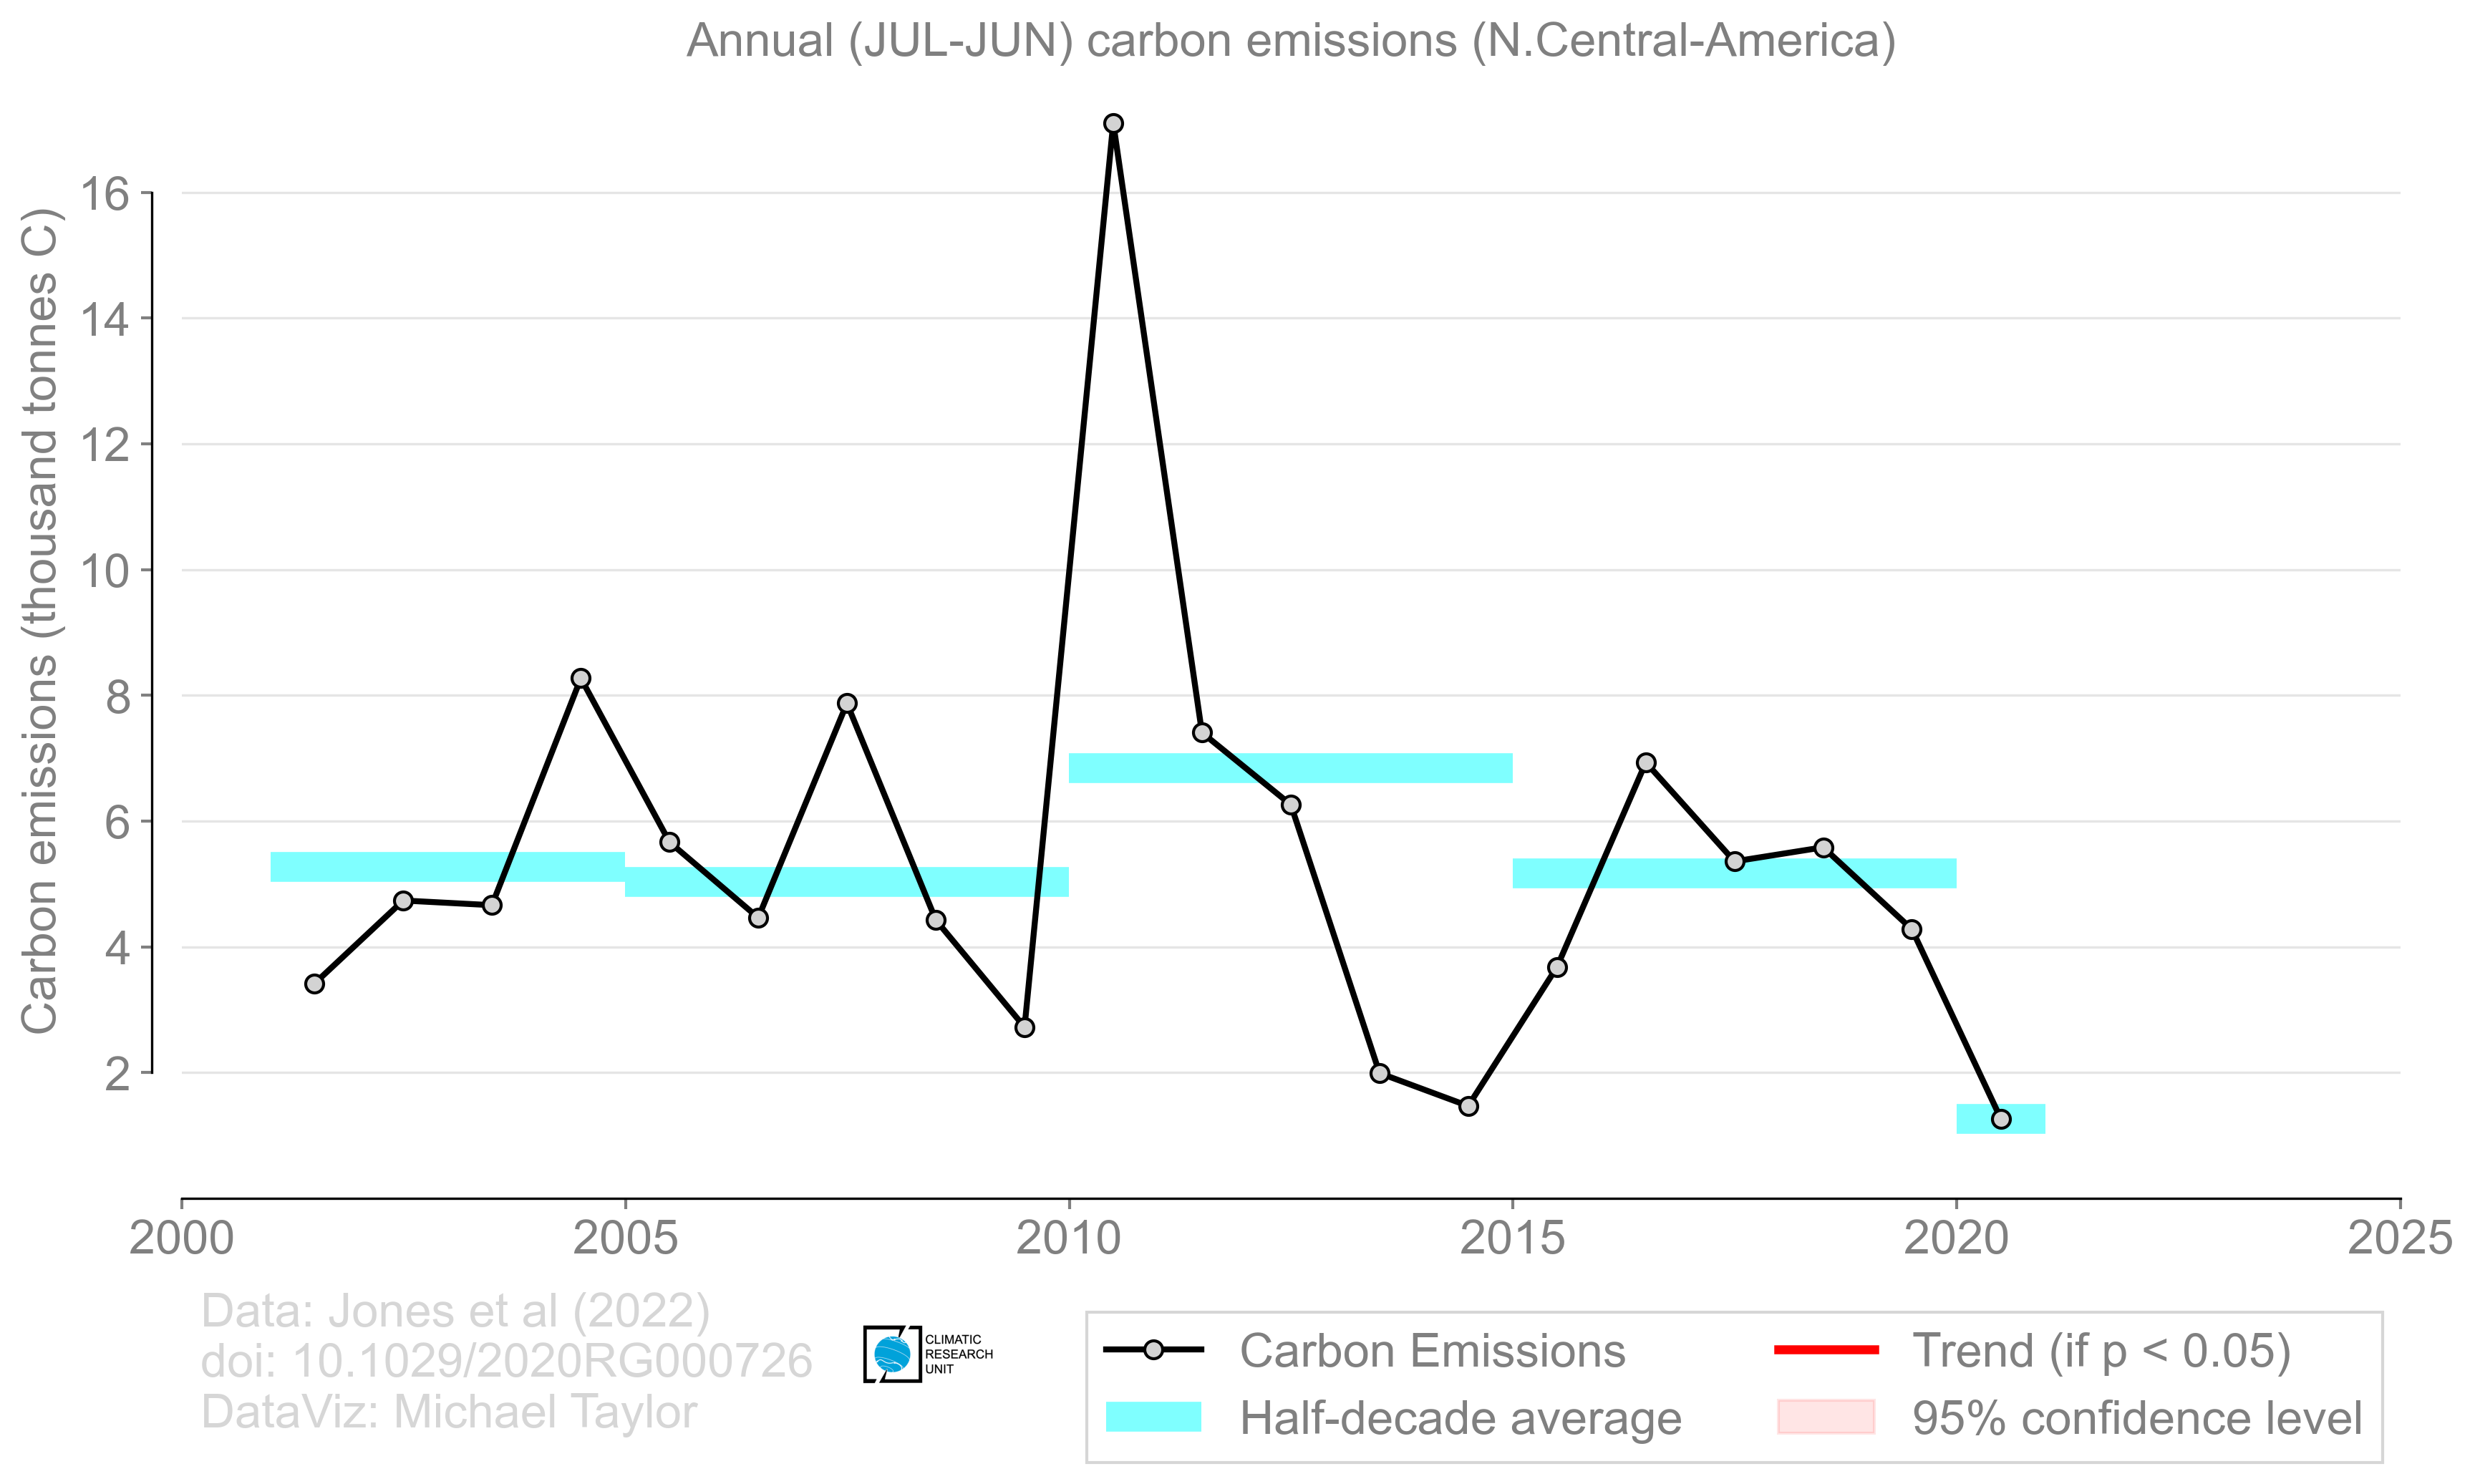 Annual (JUL-JUN) carbon emissions (N.Central-America)
Carbon emissions (thousand tonnes C)
16
14
12
10
8
6
4
2
2000 2005 2010 2015 2020 2025
Data: Jones et al (2022)
doi: 10.1029/2020RG000726
DataViz: Michael Taylor
CLIMATIC
RESEARCH
UNIT
Carbon Emissions
Half-decade average
Trend (if p < 0.05)
95% confidence level